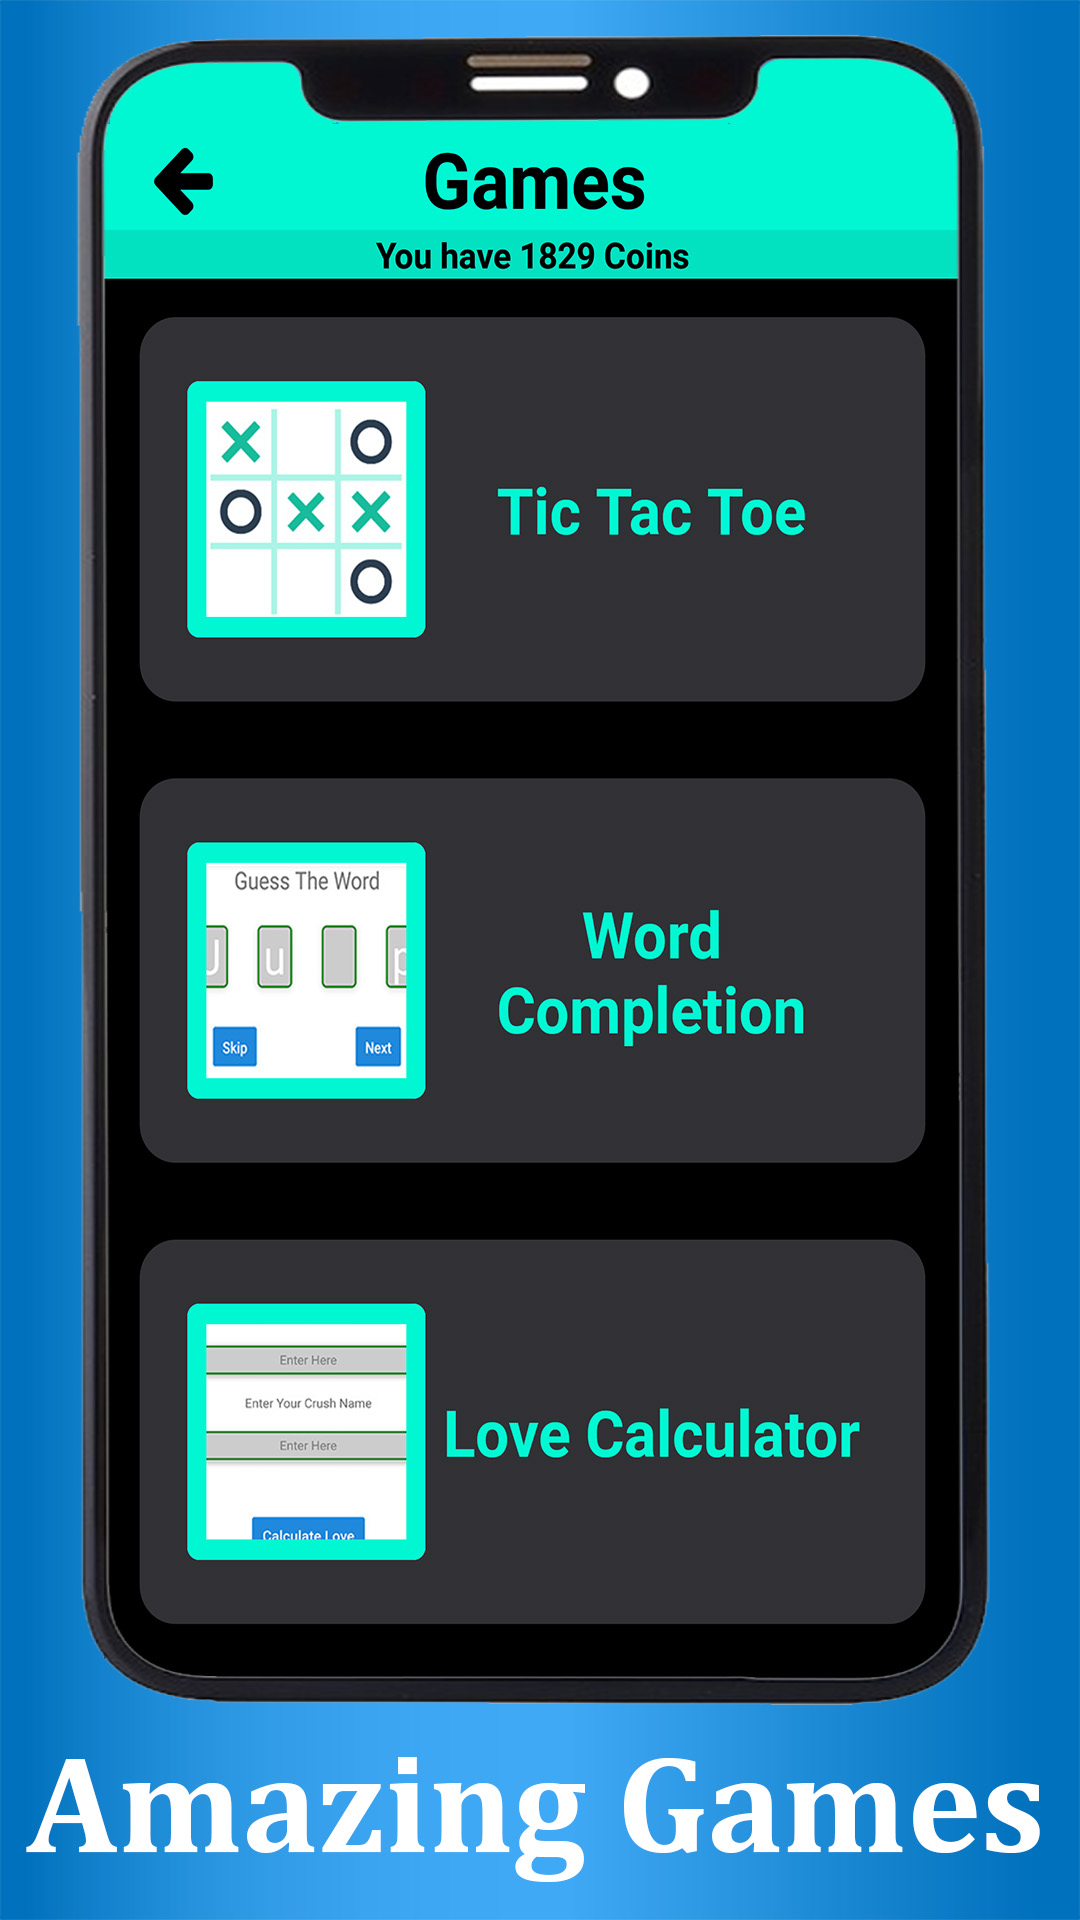 Games
You have 1829 Coins
X O
O X X
O
Tic Tac Toe
Guess The Word
J u p
Skip Next
Word
Completion
Enter Here
Enter Your Crush Name
Enter Here
Calculate Love
Love Calculator
Amazing Games